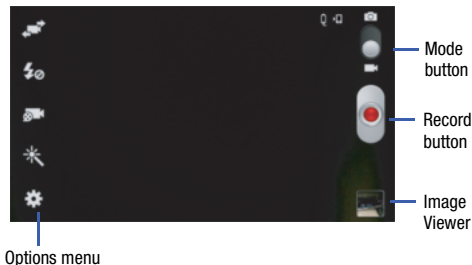 Mode
button
Record
button
Image
Viewer
Options menu